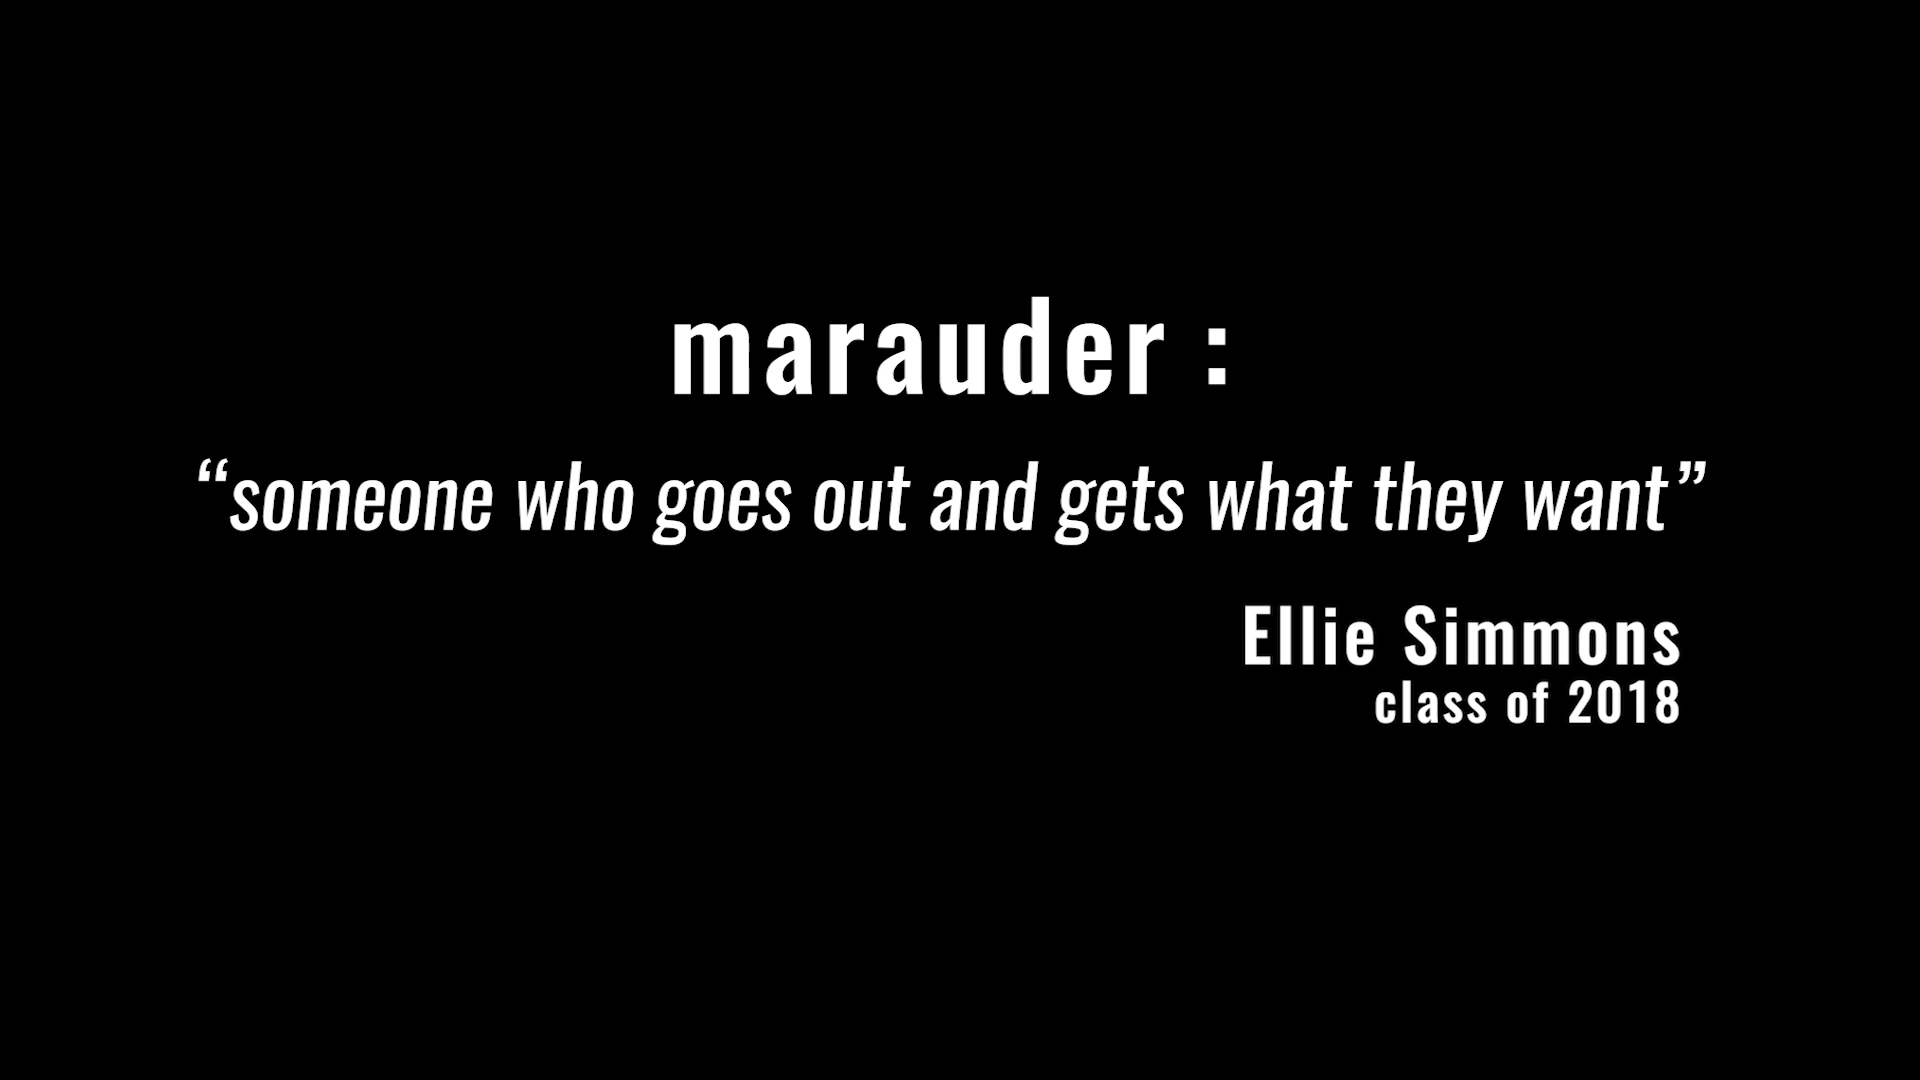 marauder :
“someone who goes out and gets what they want”
Ellie Simmons
class of 2018